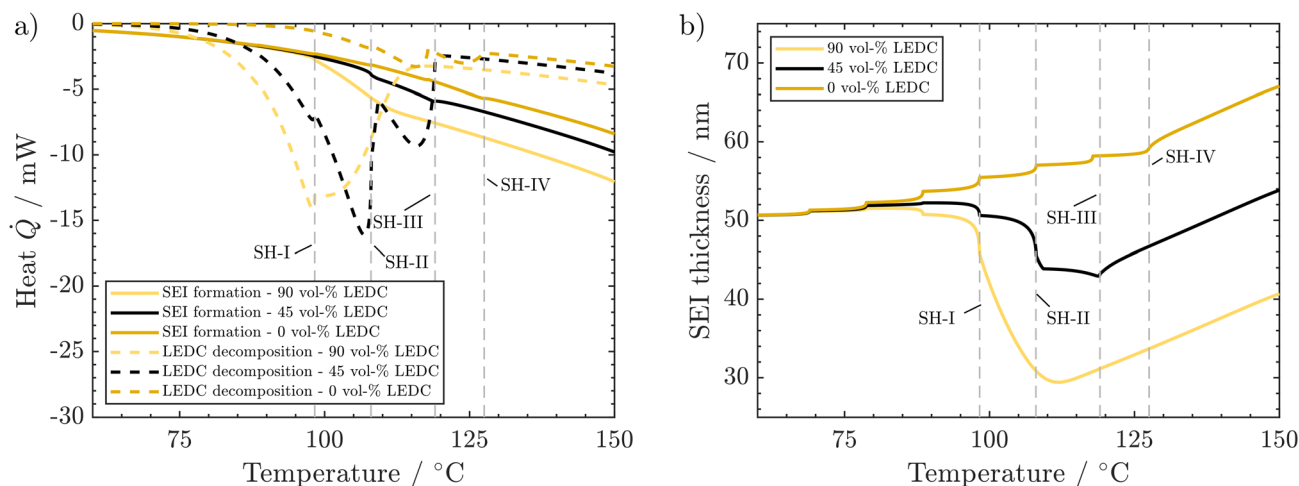 a)
0
-5
-10
-15
-20
-25
-30
Heat Q̇ / mW
SH-I
SH-II
SH-III
SH-IV
SEI formation - 90 vol-% LEDC
SEI formation - 45 vol-% LEDC
SEI formation - 0 vol-% LEDC
LEDC decomposition - 90 vol-% LEDC
LEDC decomposition - 45 vol-% LEDC
LEDC decomposition - 0 vol-% LEDC
75 100 125 150
Temperature / °C
b)
70
60
50
40
30
SEI thickness / nm
90 vol-% LEDC
45 vol-% LEDC
0 vol-% LEDC
SH-IV
SH-III
SH-I
SH-II
75 100 125 150
Temperature / °C